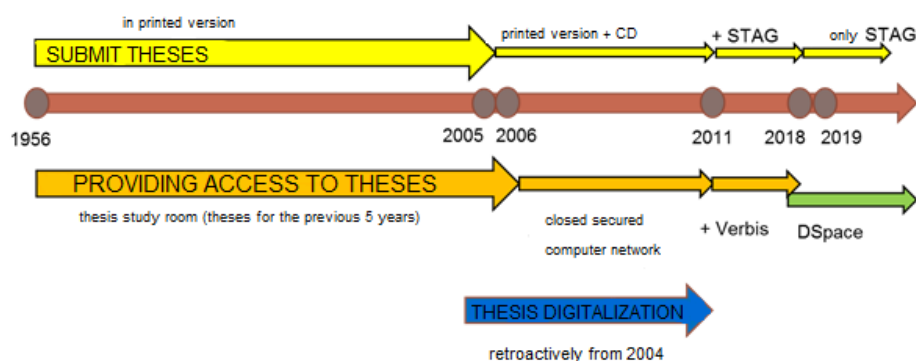 in printed version
printed version + CD
+ STAG
only STAG
SUBMIT THESES
1956
2005
2006
2011
2018
2019
PROVIDING ACCESS TO THESES
thesis study room (theses for the previous 5 years)
closed secured
computer network
+ Verbis
DSpace
THESIS DIGITALIZATION
retroactively from 2004